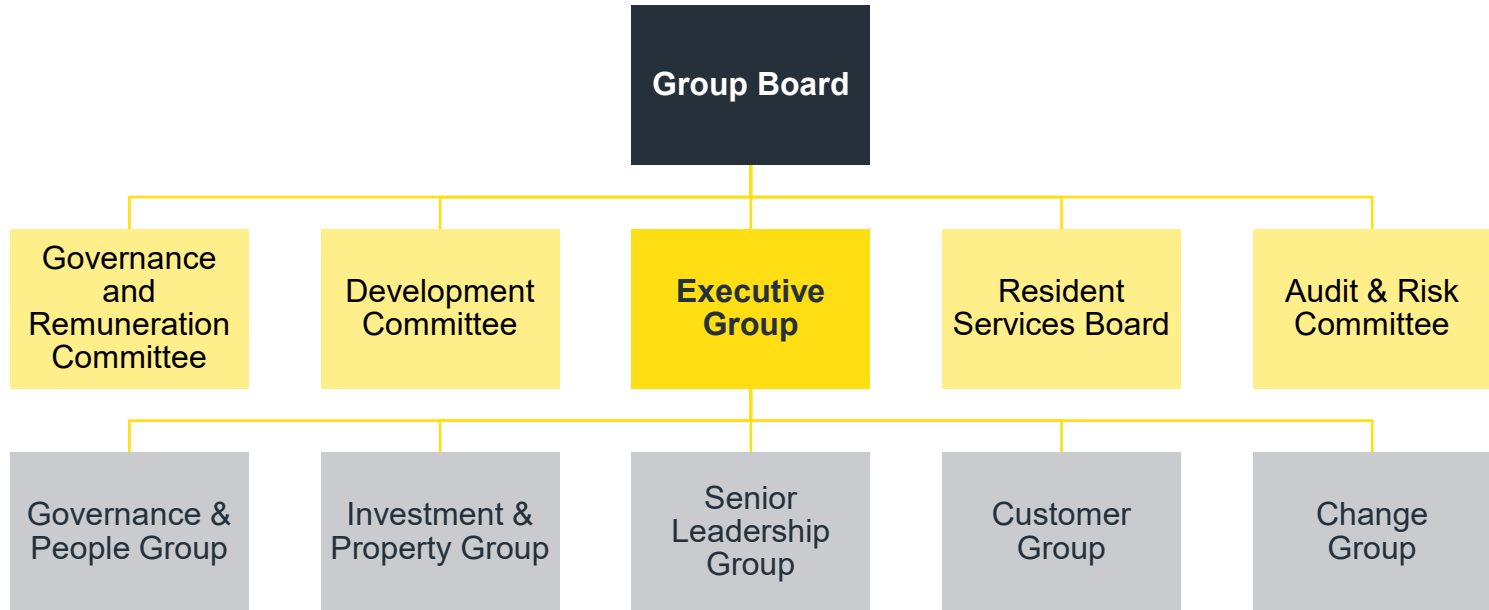 Group Board
Governance
and
Remuneration
Committee
Development
Committee
Executive
Group
Resident
Services Board
Audit & Risk
Committee
Governance &
People Group
Investment &
Property Group
Senior
Leadership
Group
Customer
Group
Change
Group